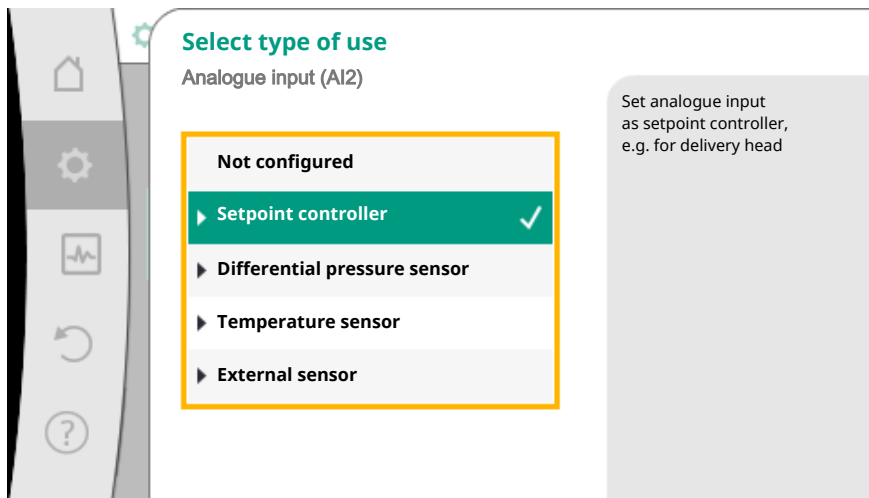 Select type of use
Analogue input (AI2)
Not configured
Setpoint controller
Differential pressure sensor
Temperature sensor
External sensor
Set analogue input
as setpoint controller,
e.g. for delivery head
?